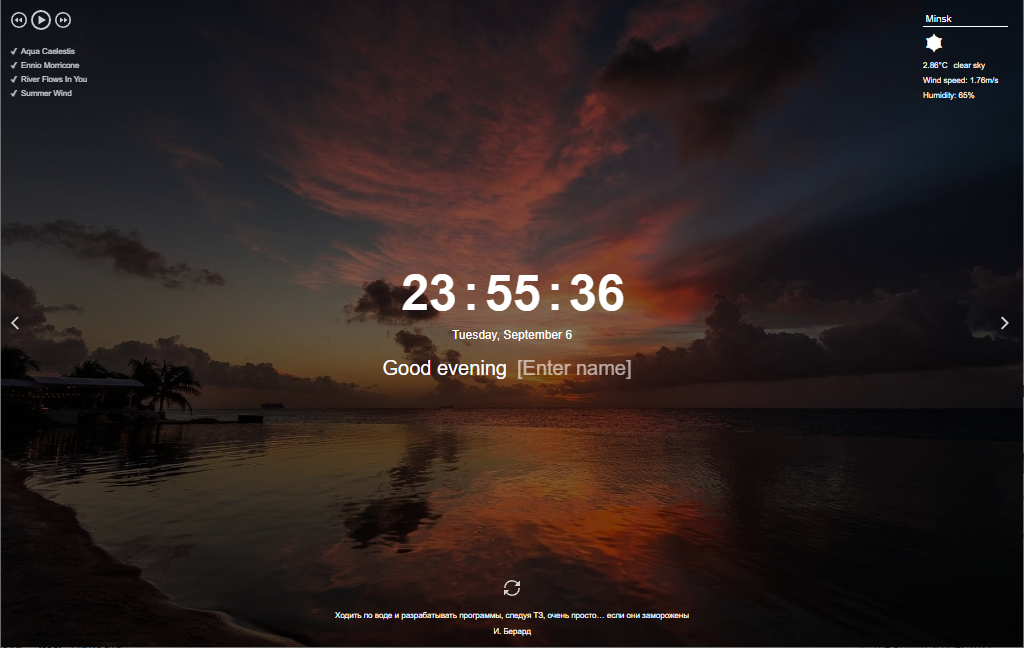 Minsk
Aqua Caelestis
Ennio Morricone
River Flows In You
Summer Wind
2.86°C clear sky
Wind speed: 1.76m/s
Humidity: 65%
23:55:36
Tuesday, September 6
Good evening [Enter name]
Ходить по воде и разрабатывать программы, следуя ТЗ, очень просто... если они заморожены
И. Берард